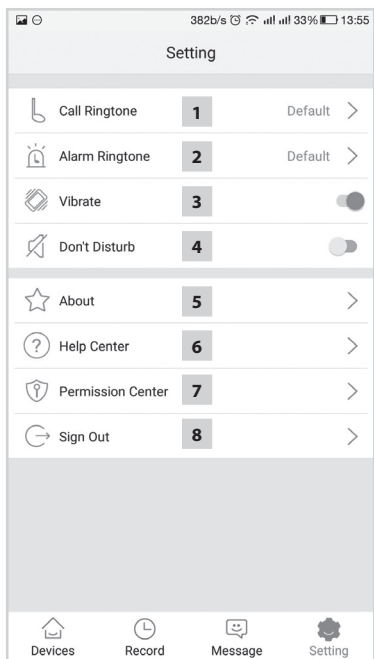 382b/s 33% 13:55
Setting
Call Ringtone 1 Default
Alarm Ringtone 2 Default
Vibrate 3
Don't Disturb 4
About 5
? Help Center 6
Permission Center 7
Sign Out 8
Devices Record Message Setting